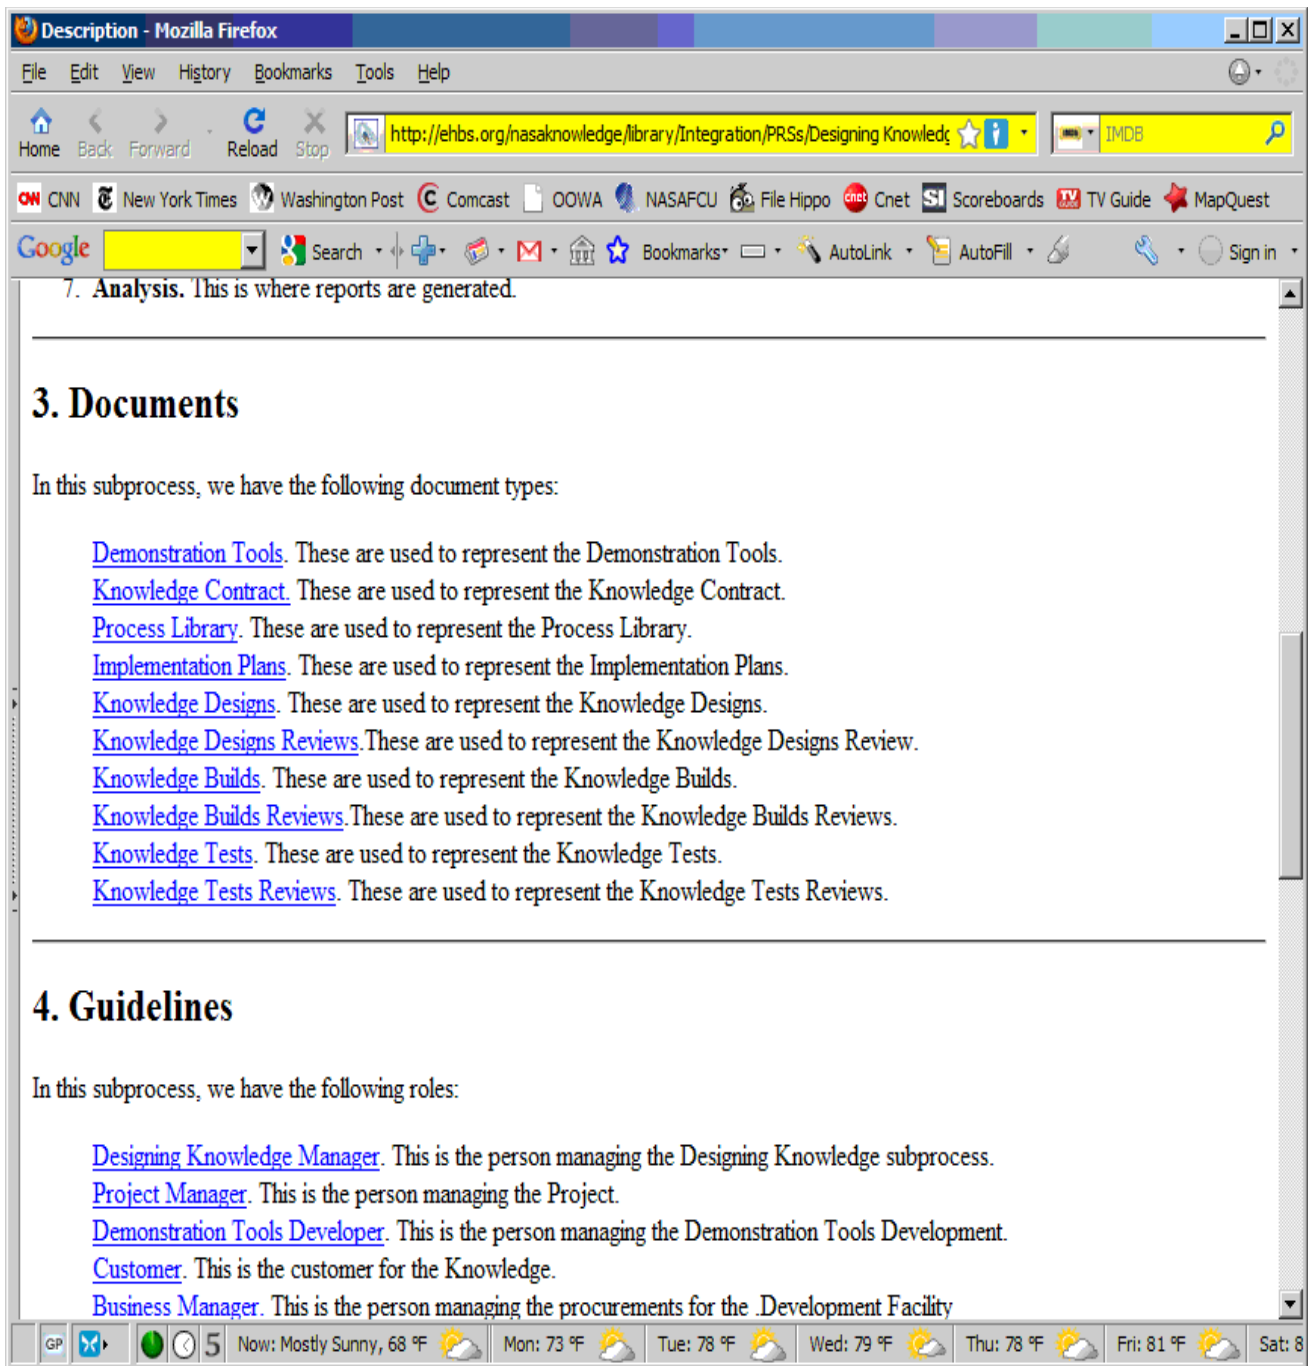 Description - Mozilla Firefox
File Edit View History Bookmarks Tools Help
Home Back Forward Reload Stop http://ehbs.org/nasaknowledge/library/Integration/PRSs/Designing Knowledg IMDB
CNN New York Times Washington Post Comcast OOWA NASAFCU File Hippo Cnet Scoreboards TV Guide MapQuest
Google Search Bookmarks AutoLink AutoFill Sign in
7. Analysis. This is where reports are generated.
3. Documents
In this subprocess, we have the following document types:
Demonstration Tools. These are used to represent the Demonstration Tools.
Knowledge Contract. These are used to represent the Knowledge Contract.
Process Library. These are used to represent the Process Library.
Implementation Plans. These are used to represent the Implementation Plans.
Knowledge Designs. These are used to represent the Knowledge Designs.
Knowledge Designs Reviews.These are used to represent the Knowledge Designs Review.
Knowledge Builds. These are used to represent the Knowledge Builds.
Knowledge Builds Reviews.These are used to represent the Knowledge Builds Reviews.
Knowledge Tests. These are used to represent the Knowledge Tests.
Knowledge Tests Reviews. These are used to represent the Knowledge Tests Reviews.
4. Guidelines
In this subprocess, we have the following roles:
Designing Knowledge Manager. This is the person managing the Designing Knowledge subprocess.
Project Manager. This is the person managing the Project.
Demonstration Tools Developer. This is the person managing the Demonstration Tools Development.
Customer. This is the customer for the Knowledge.
Business Manager. This is the person managing the procurements for the .Development Facility
GP 5 Now: Mostly Sunny, 68 °F Mon: 73 °F Tue: 78 °F Wed: 79 °F Thu: 78 °F Fri: 81 °F Sat: 8